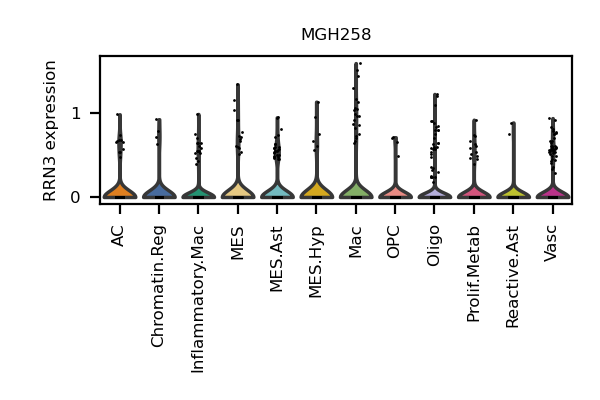 MGH258
RRN3 expression
1
0
AC
Chromatin.Reg
Inflammatory.Mac
MES
MES.Ast
MES.Hyp
Mac
OPC
Oligo
Prolif.Metab
Reactive.Ast
Vasc